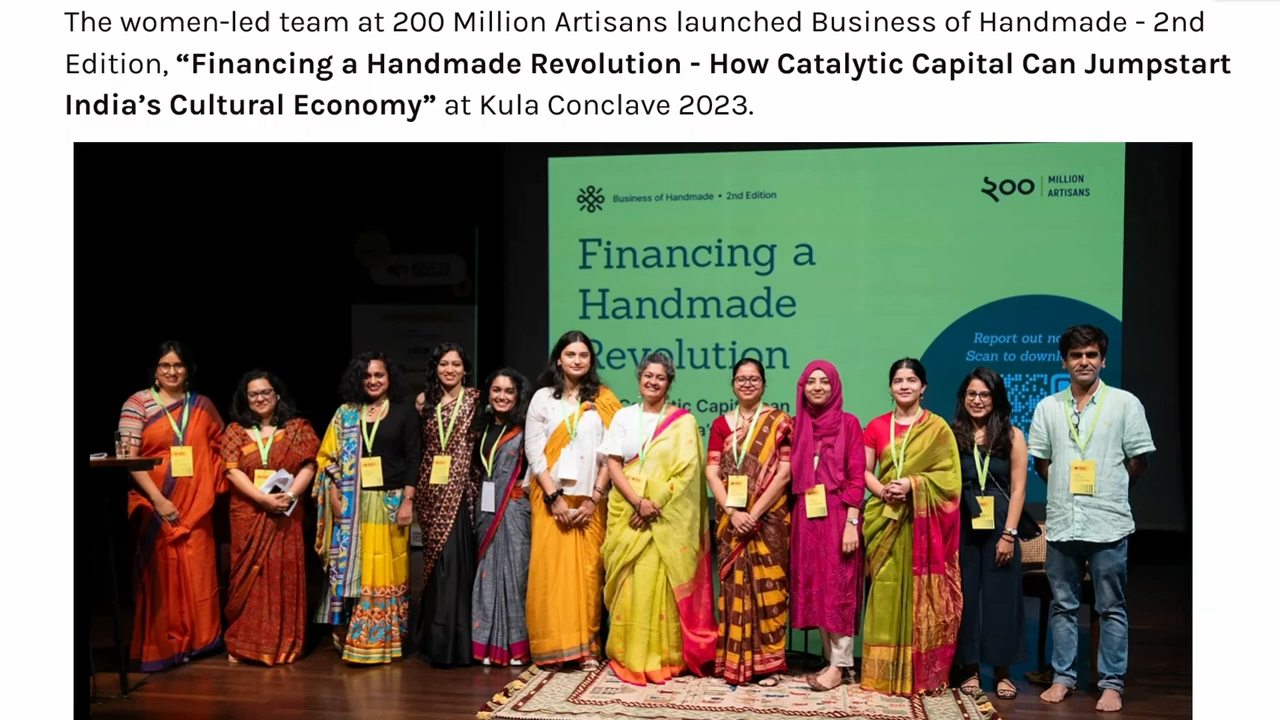 The women-led team at 200 Million Artisans launched Business of Handmade - 2nd
Edition, “Financing a Handmade Revolution - How Catalytic Capital Can Jumpstart
India’s Cultural Economy” at Kula Conclave 2023.
Business of Handmade • 2nd Edition
२00 MILLION
ARTISANS
Financing a
Handmade
Revolution
Report out
Scan to